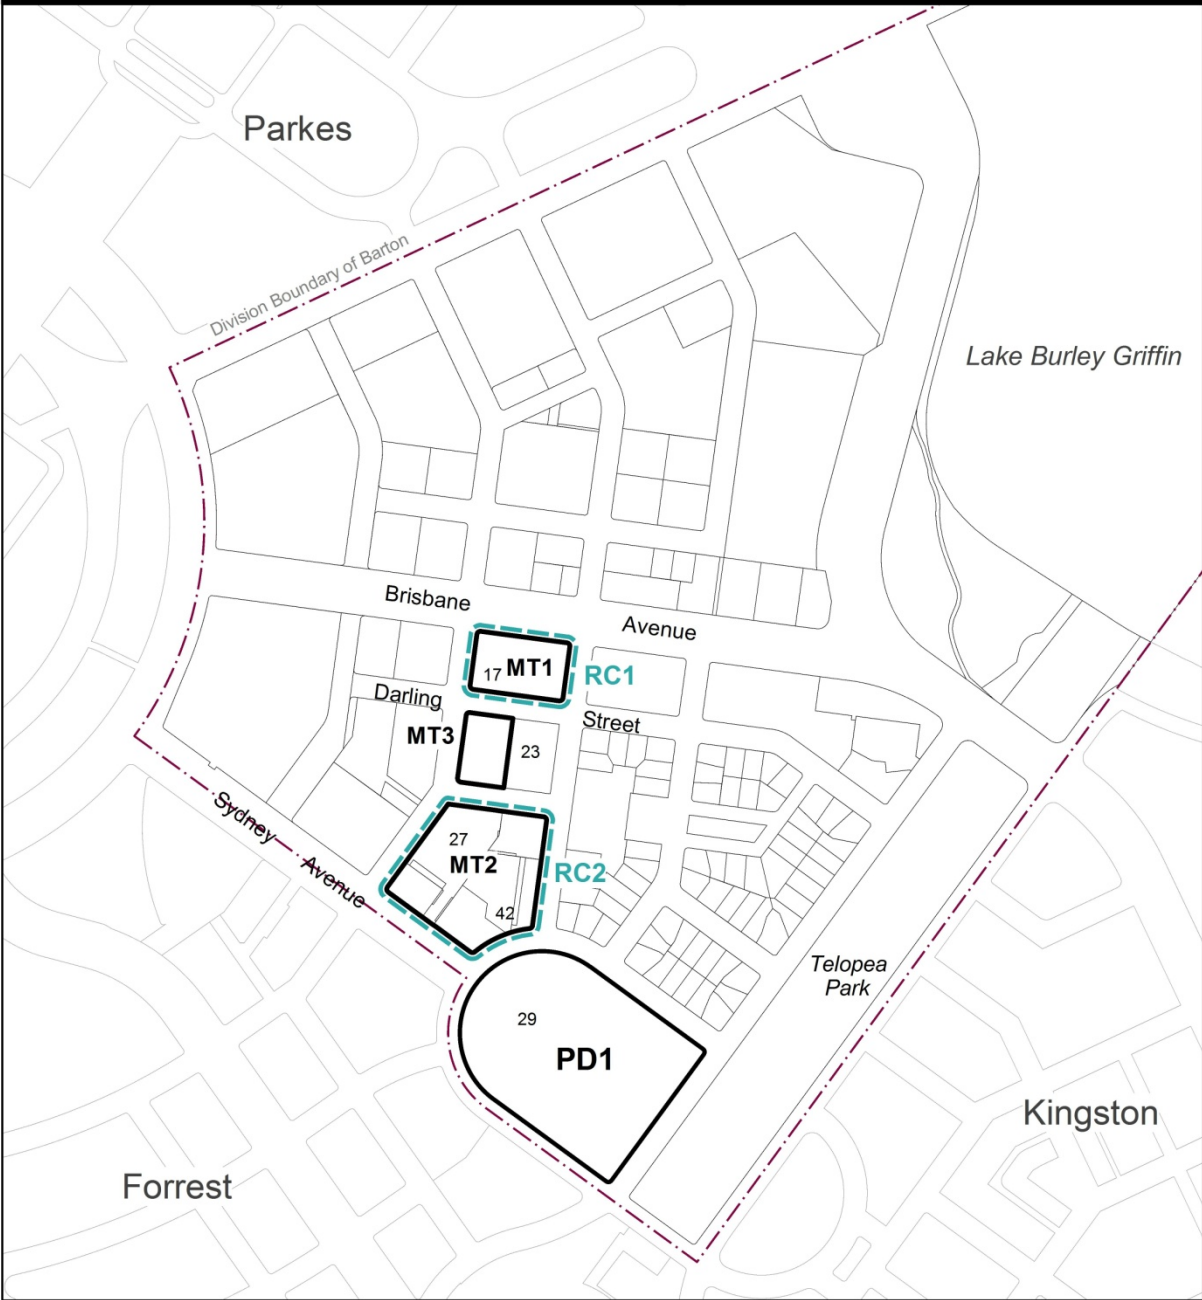 Parkes
Division Boundary of Barton
Lake Burley Griffin
Brisbane
Avenue
17
MT1
RC1
Darling
Street
MT3
23
Sydney
Avenue
27
MT2
RC2
42
Telopea
Park
29
PD1
Kingston
Forrest